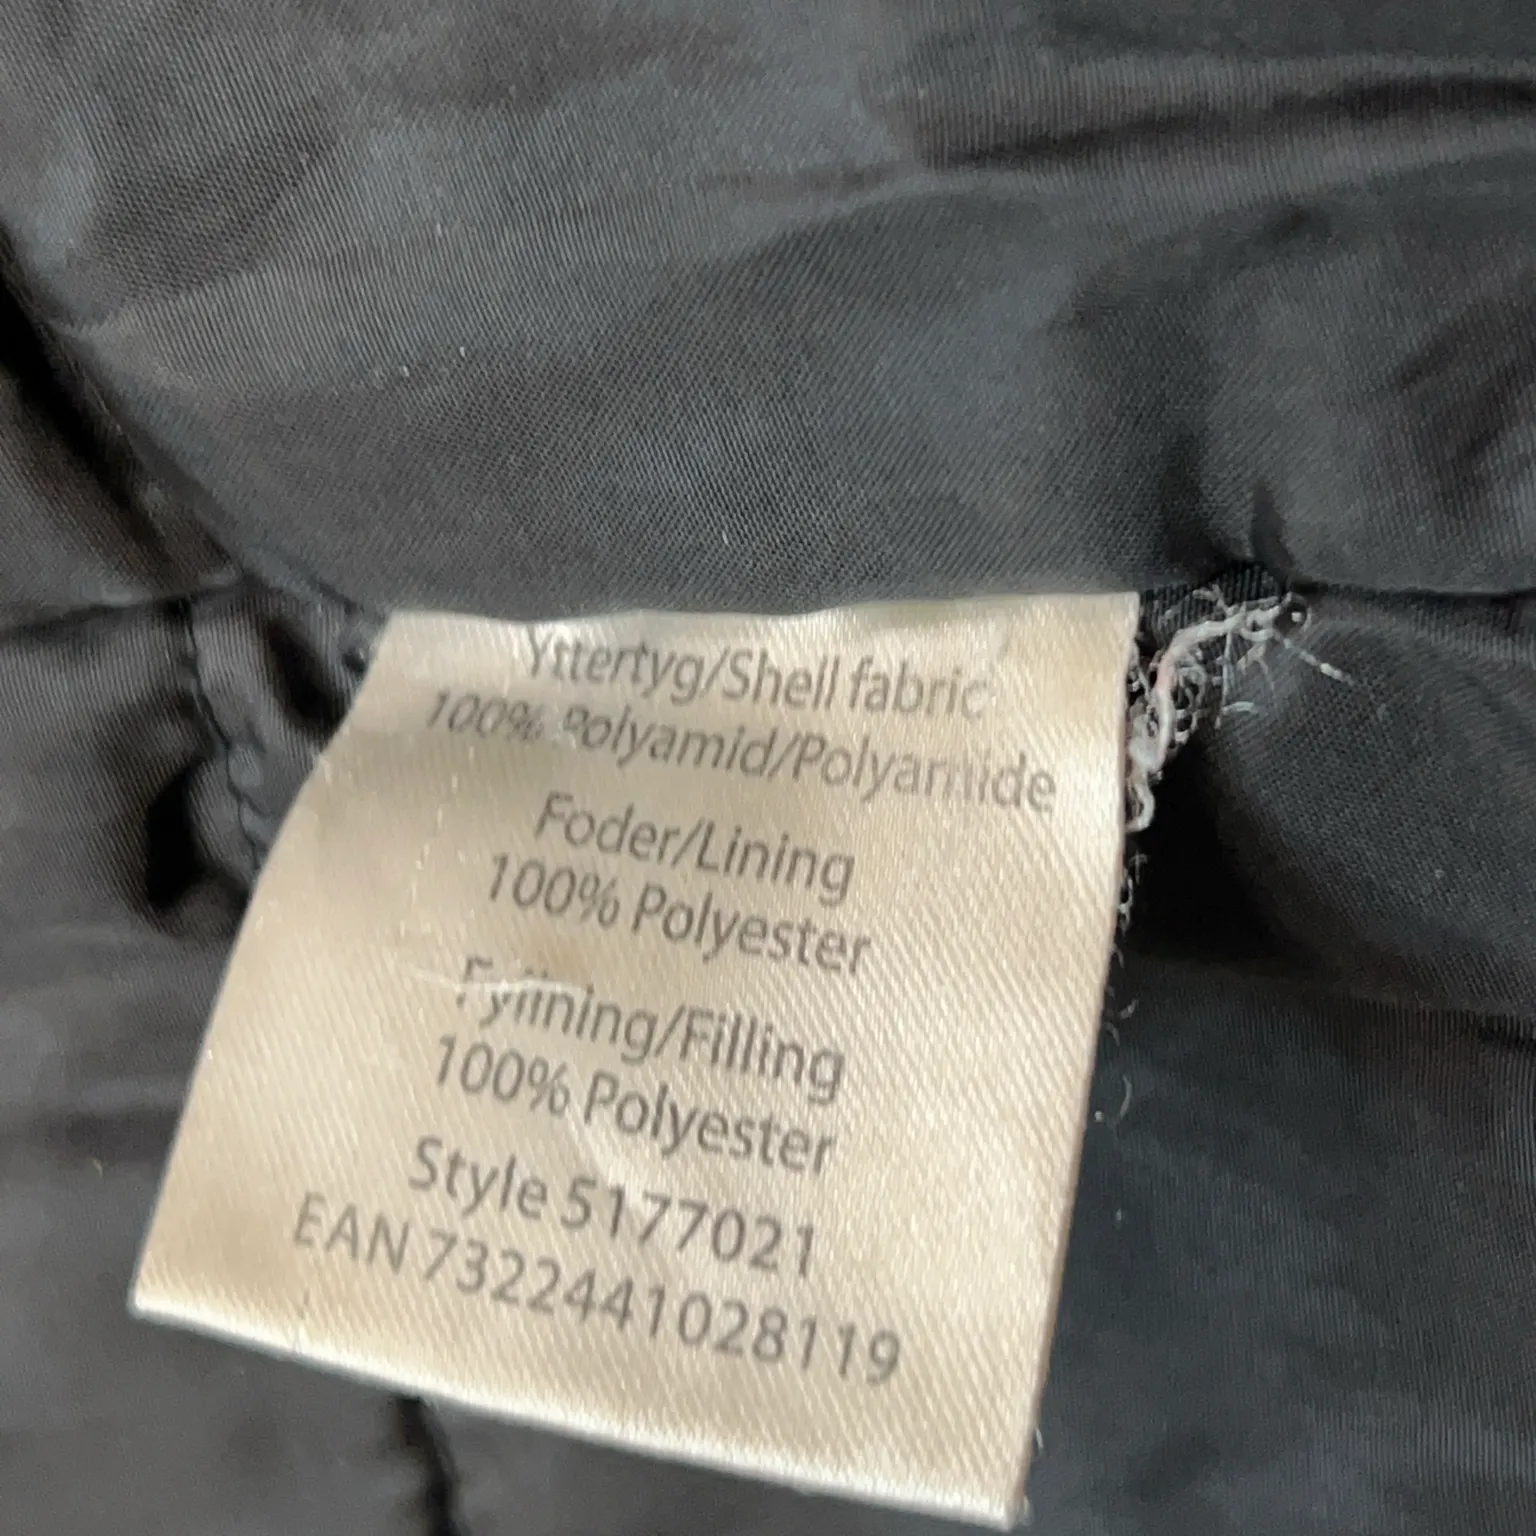 Yttertyg/Shell fabric
100% Polyamid/Polyamide
Foder/Lining
100% Polyester
Fyllning/Filling
100% Polyester
Style 5177021
EAN 7322441028119